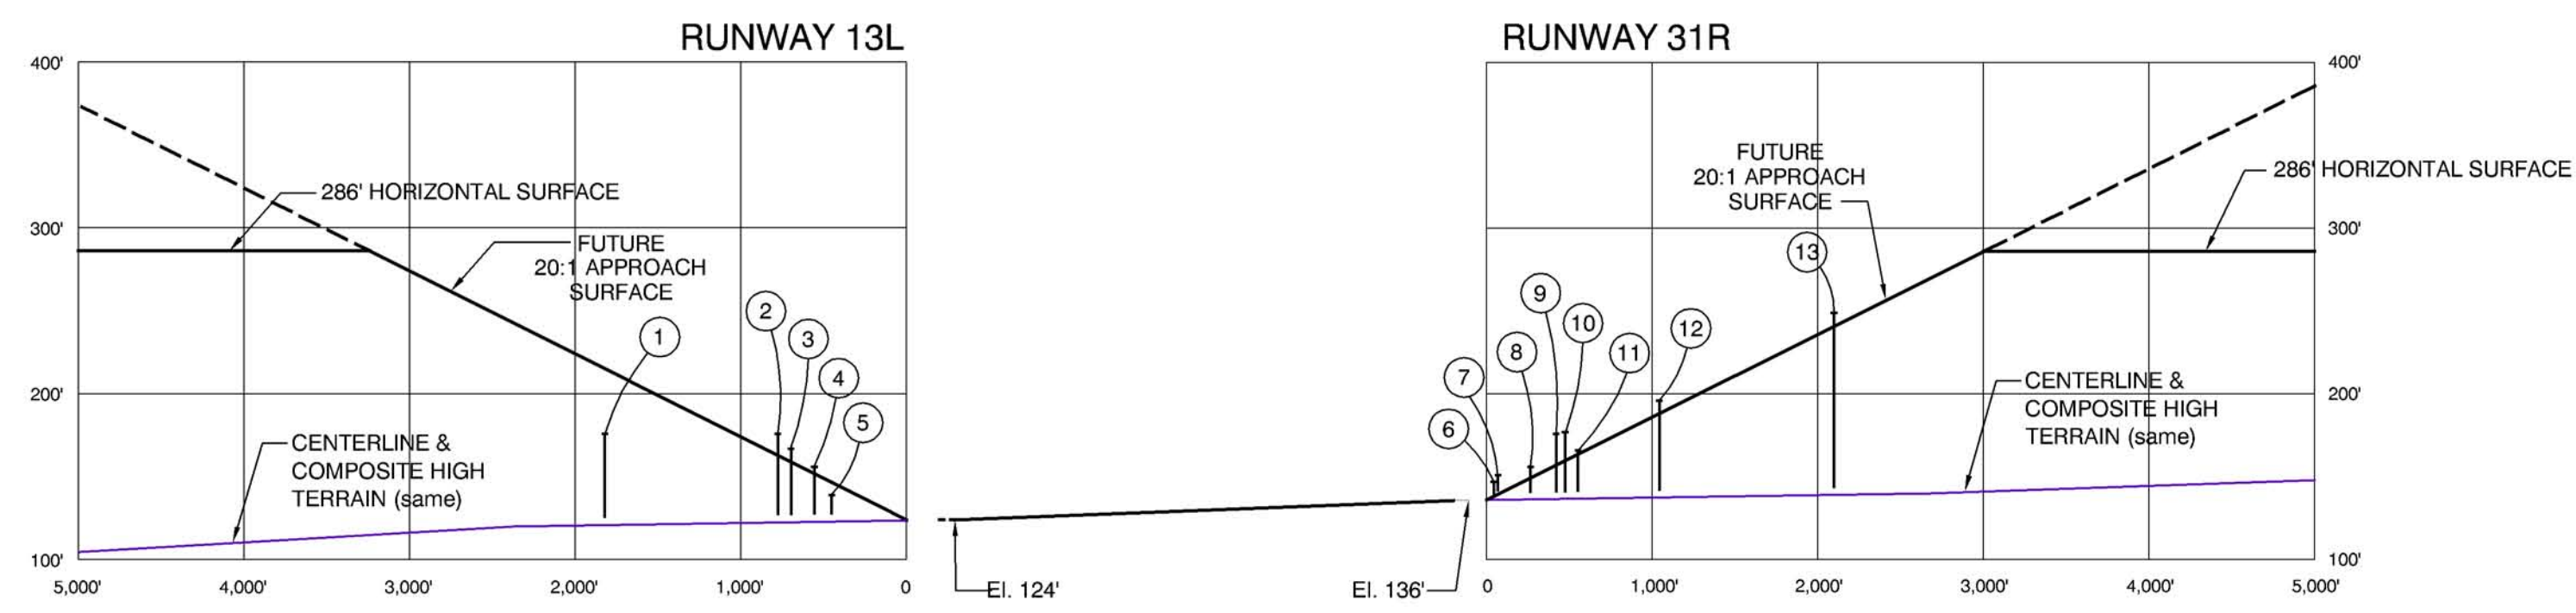 RUNWAY 13L
400'
300'
200'
100'
286' HORIZONTAL SURFACE
FUTURE
20:1 APPROACH
SURFACE
1
2
3
4
5
CENTERLINE &
COMPOSITE HIGH
TERRAIN (same)
5,000'
4,000'
3,000'
2,000'
1,000'
0
El. 124'
El. 136'
RUNWAY 31R
400'
300'
200'
100'
FUTURE
20:1 APPROACH
SURFACE
286' HORIZONTAL SURFACE
6
7
8
9
10
11
12
13
CENTERLINE &
COMPOSITE HIGH
TERRAIN (same)
0
1,000'
2,000'
3,000'
4,000'
5,000'